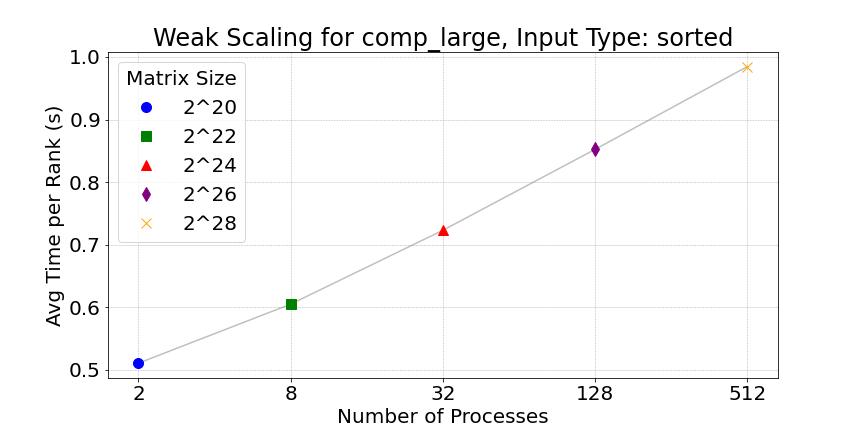 Weak Scaling for comp_large, Input Type: sorted
Avg Time per Rank (s)
1.0
0.9
0.8
0.7
0.6
0.5
Matrix Size
2^20
2^22
2^24
2^26
2^28
2 8 32 128 512
Number of Processes